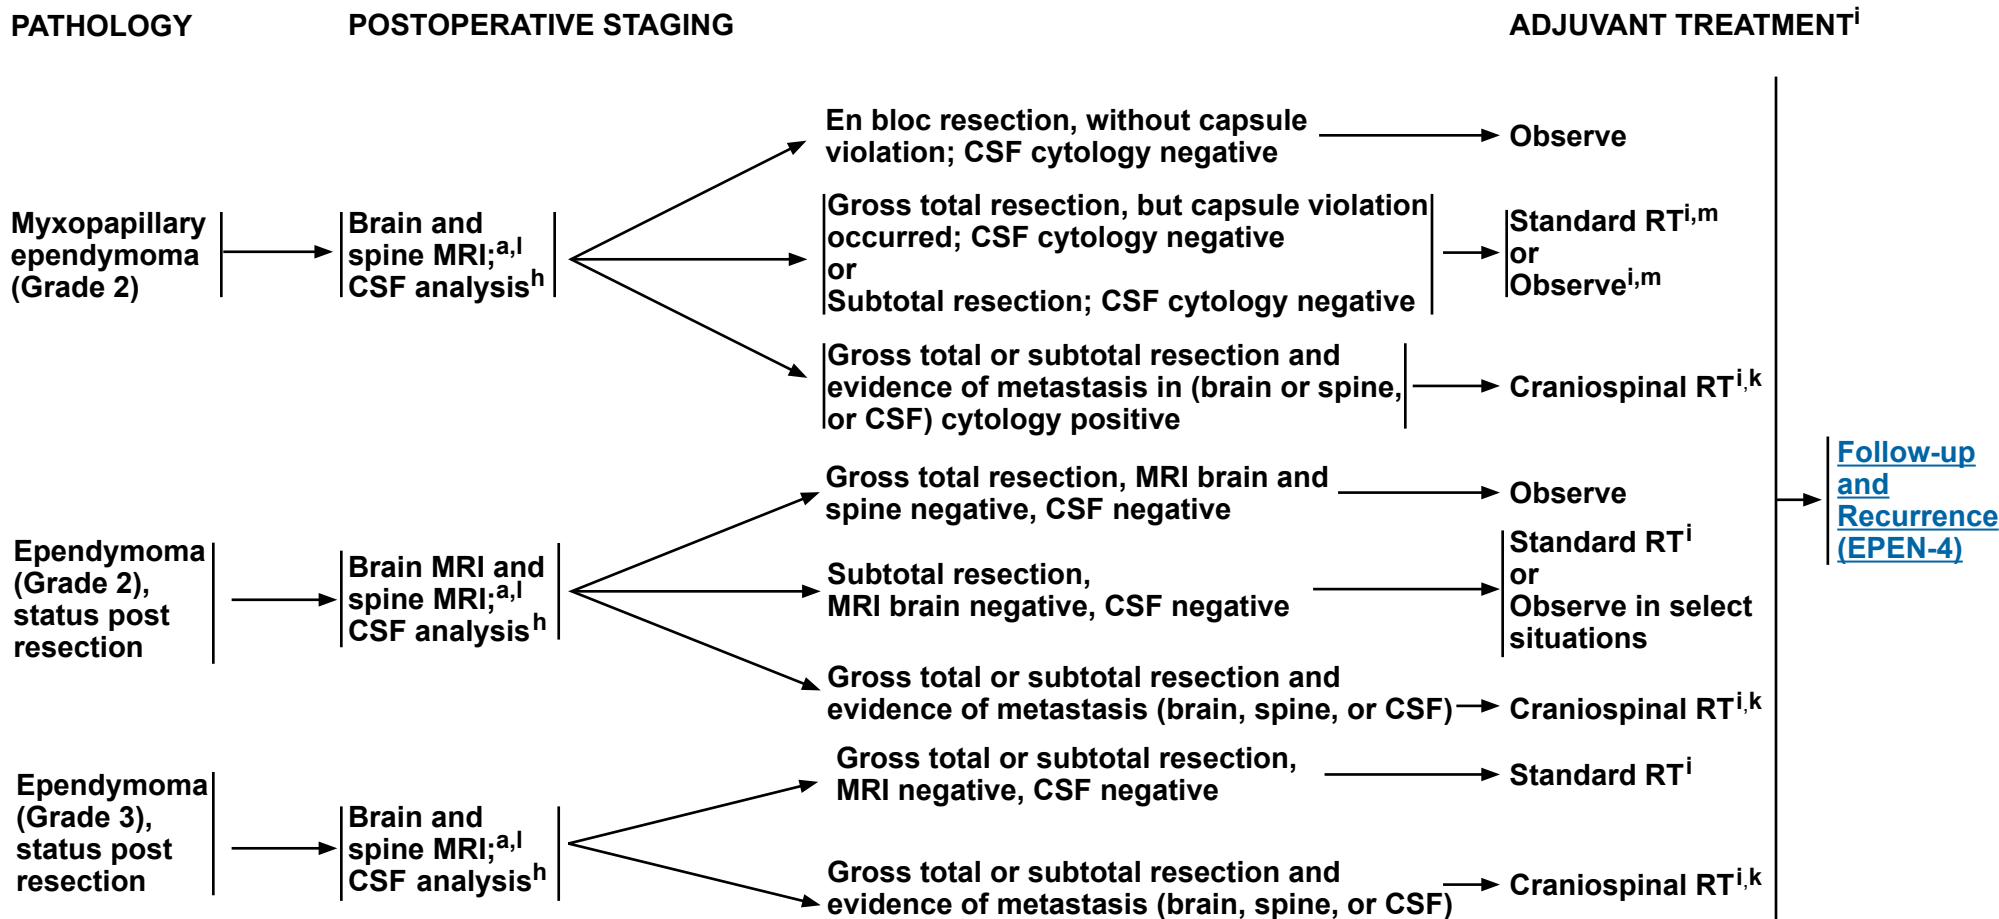 PATHOLOGY
POSTOPERATIVE STAGING
ADJUVANT TREATMENTi
Myxopapillary
ependymoma
(Grade 2)
Brain and
spine MRI;a,l
CSF analysish
En bloc resection, without capsule
violation; CSF cytology negative
Observe
Gross total resection, but capsule violation
occurred; CSF cytology negative
or
Subtotal resection; CSF cytology negative
Standard RTi,m
or
Observei,m
Gross total or subtotal resection and
evidence of metastasis in (brain or spine,
or CSF) cytology positive
Craniospinal RTi,k
Ependymoma
(Grade 2),
status post
resection
Brain MRI and
spine MRI;a,l
CSF analysish
Gross total resection, MRI brain and
spine negative, CSF negative
Observe
Subtotal resection,
MRI brain negative, CSF negative
Standard RTi
or
Observe in select
situations
Gross total or subtotal resection and
evidence of metastasis (brain, spine, or CSF)
Craniospinal RTi,k
Ependymoma
(Grade 3),
status post
resection
Brain and
spine MRI;a,l
CSF analysish
Gross total or subtotal resection,
MRI negative, CSF negative
Standard RTi
Gross total or subtotal resection and
evidence of metastasis (brain, spine, or CSF)
Craniospinal RTi,k
Follow-up
and
Recurrence
(EPEN-4)